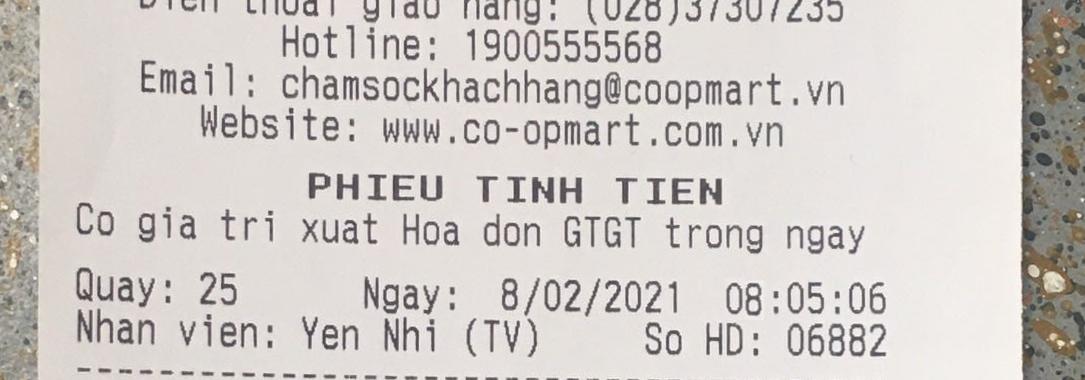 Dien thoai giao hang: (028)37307235
Hotline: 1900555568
Email: chamsockhachhang@coopmart.vn
Website: www.co-opmart.com.vn
PHIEU TINH TIEN
Co gia tri xuat Hoa don GTGT trong ngay
Quay: 25 Ngay: 8/02/2021 08:05:06
Nhan vien: Yen Nhi (TV) So HD: 06882